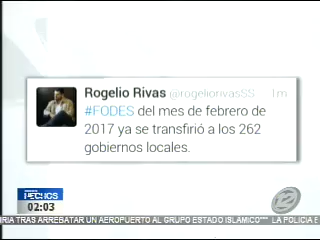 Rogelio Rivas @rogeliorivasSS 1m
#FODES del mes de febrero de
2017 ya se transfirió a los 262
gobiernos locales.
HECHOS
12
02:03
IRIA TRAS ARREBATAR UN AEROPUERTO AL GRUPO ESTADO ISLAMICO*** LA POLICIA E